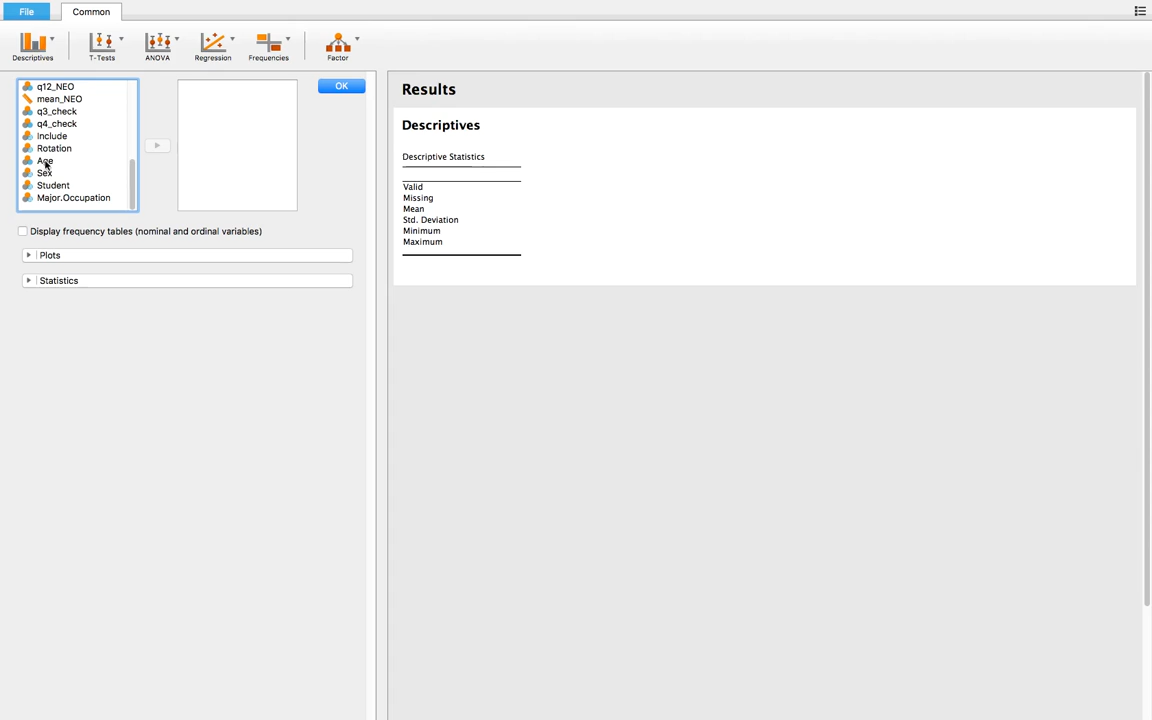 File
Common
Descriptives
T-Tests
ANOVA
Regression
Frequencies
Factor
q12_NEO
mean_NEO
q3_check
q4_check
Include
Rotation
Age
Sex
Student
Major.Occupation
OK
Display frequency tables (nominal and ordinal variables)
Plots
Statistics
Results
Descriptives
Descriptive Statistics
Valid
Missing
Mean
Std. Deviation
Minimum
Maximum